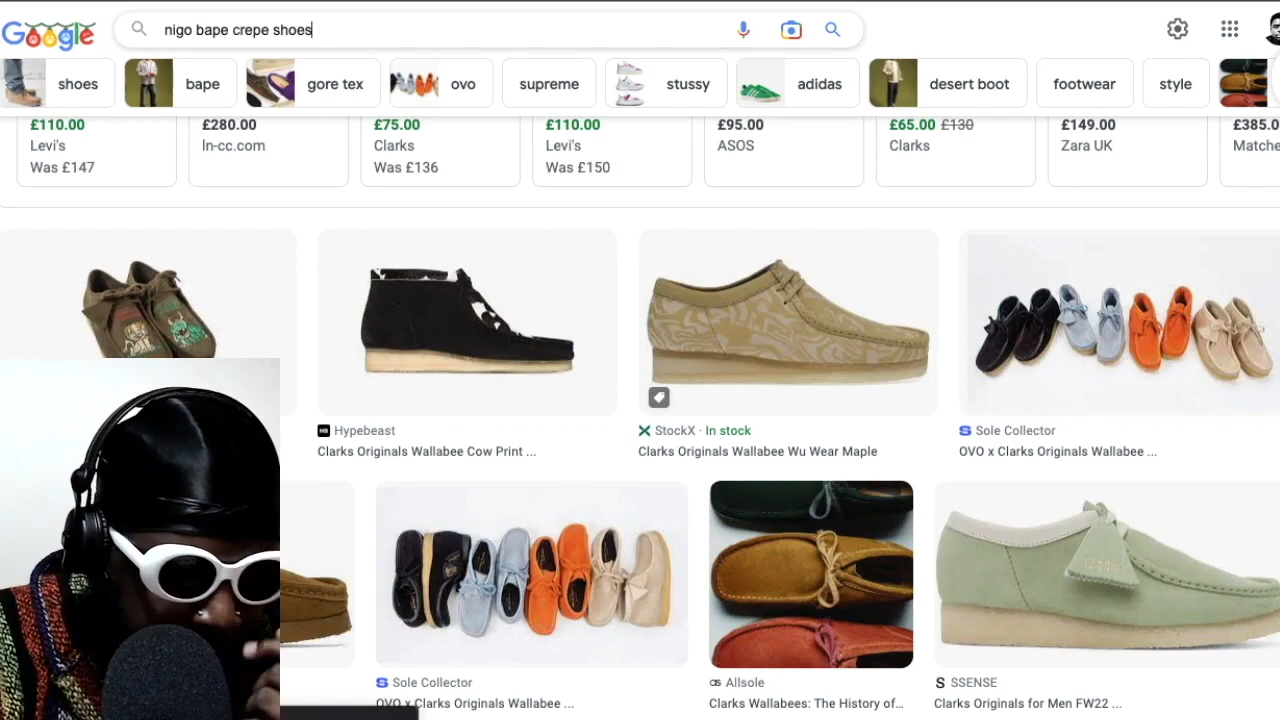 Google
nigo bape crepe shoes
shoes
bape
gore tex
ovo
supreme
stussy
adidas
desert boot
footwear
style
£110.00
Levi's
Was £147
£280.00
ln-cc.com
£75.00
Clarks
Was £136
£110.00
Levi's
Was £150
£95.00
ASOS
£65.00 £130
Clarks
£149.00
Zara UK
£385.0
Matche
Hypebeast
Clarks Originals Wallabee Cow Print ...
StockX · In stock
Clarks Originals Wallabee Wu Wear Maple
Sole Collector
OVO x Clarks Originals Wallabee ...
Sole Collector
OVO x Clarks Originals Wallabee ...
Allsole
Clarks Wallabees: The History of...
SSENSE
Clarks Originals for Men FW22 ...